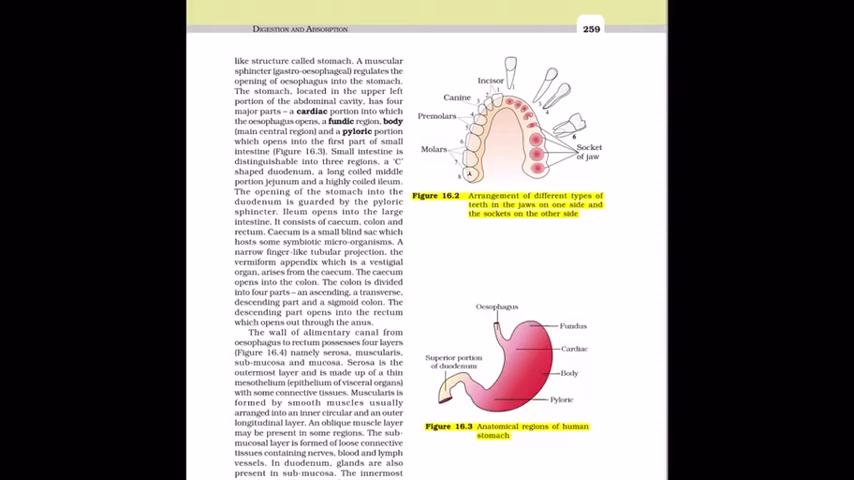 DIGESTION AND ABSORPTION
259
like structure called stomach. A muscular
sphincter (gastro-oesophageal) regulates the
opening of oesophagus into the stomach.
The stomach, located in the upper left
portion of the abdominal cavity, has four
major parts – a cardiac portion into which
the oesophagus opens, a fundic region, body
(main central region) and a pyloric portion
which opens into the first part of small
intestine (Figure 16.3). Small intestine is
distinguishable into three regions, a ‘C’
shaped duodenum, a long coiled middle
portion jejunum and a highly coiled ileum.
The opening of the stomach into the
duodenum is guarded by the pyloric
sphincter. Ileum opens into the large
intestine. It consists of caecum, colon and
rectum. Caecum is a small blind sac which
hosts some symbiotic micro-organisms. A
narrow finger-like tubular projection, the
vermiform appendix which is a vestigial
organ, arises from the caecum. The caecum
opens into the colon. The colon is divided
into four parts – an ascending, a transverse,
descending part and a sigmoid colon. The
descending part opens into the rectum
which opens out through the anus.
The wall of alimentary canal from
oesophagus to rectum possesses four layers
(Figure 16.4) namely serosa, muscularis,
sub-mucosa and mucosa. Serosa is the
outermost layer and is made up of a thin
mesothelium (epithelium of visceral organs)
with some connective tissues. Muscularis is
formed by smooth muscles usually
arranged into an inner circular and an outer
longitudinal layer. An oblique muscle layer
may be present in some regions. The sub-
mucosal layer is formed of loose connective
tissues containing nerves, blood and lymph
vessels. In duodenum, glands are also
present in sub-mucosa. The innermost
Incisor
Canine
Premolars
Molars
1
2
3
4
5
6
7
8
1
3
4
6
Socket
of jaw
Figure 16.2 Arrangement of different types of
teeth in the jaws on one side and
the sockets on the other side
Oesophagus
Fundus
Cardiac
Superior portion
of duodenum
Body
Pyloric
Figure 16.3 Anatomical regions of human
stomach